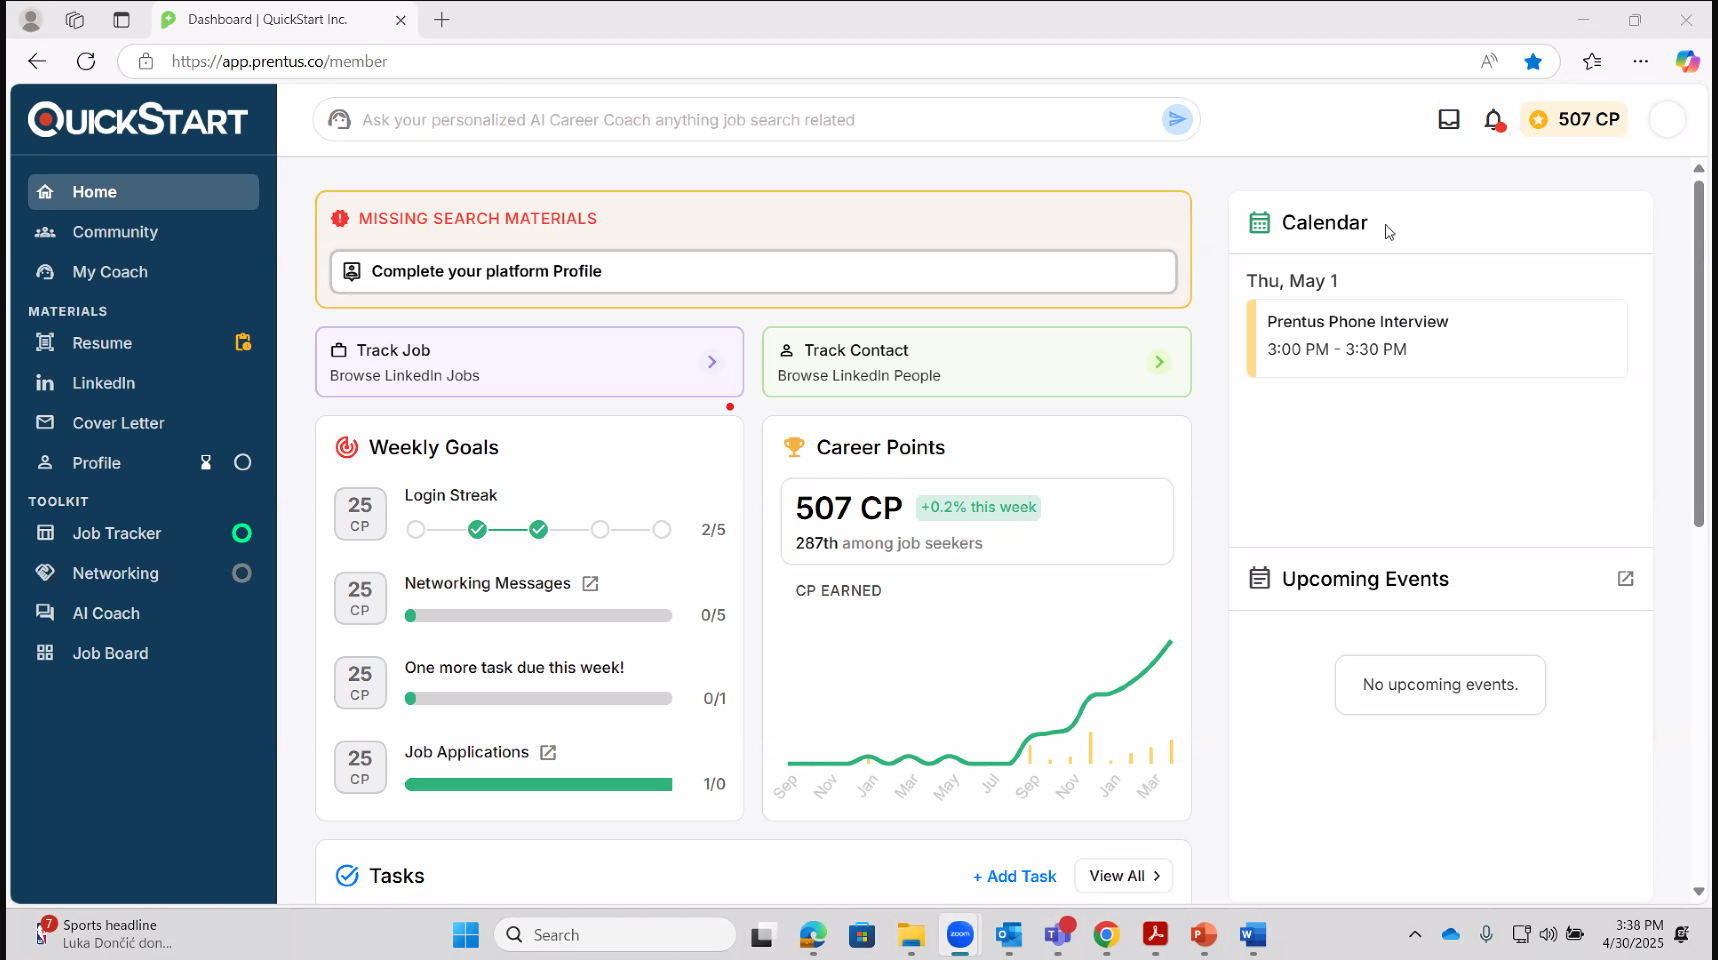 Dashboard | QuickStart Inc.
https://app.prentus.co/member
QUICKSTART
Ask your personalized AI Career Coach anything job search related
507 CP
Home
Community
My Coach
MATERIALS
Resume
LinkedIn
Cover Letter
Profile
TOOLKIT
Job Tracker
Networking
AI Coach
Job Board
MISSING SEARCH MATERIALS
Complete your platform Profile
Track Job
Browse LinkedIn Jobs
Track Contact
Browse LinkedIn People
Weekly Goals
25
CP
Login Streak
2/5
25
CP
Networking Messages
0/5
25
CP
One more task due this week!
0/1
25
CP
Job Applications
1/0
Career Points
507 CP +0.2% this week
287th among job seekers
CP EARNED
Sep Nov Jan Mar May Jul Sep Nov Jan Mar
Tasks
+ Add Task
View All
Calendar
Thu, May 1
Prentus Phone Interview
3:00 PM - 3:30 PM
Upcoming Events
No upcoming events.
7
Sports headline
Luka Dončić don...
Search
zoom
3:38 PM
4/30/2025